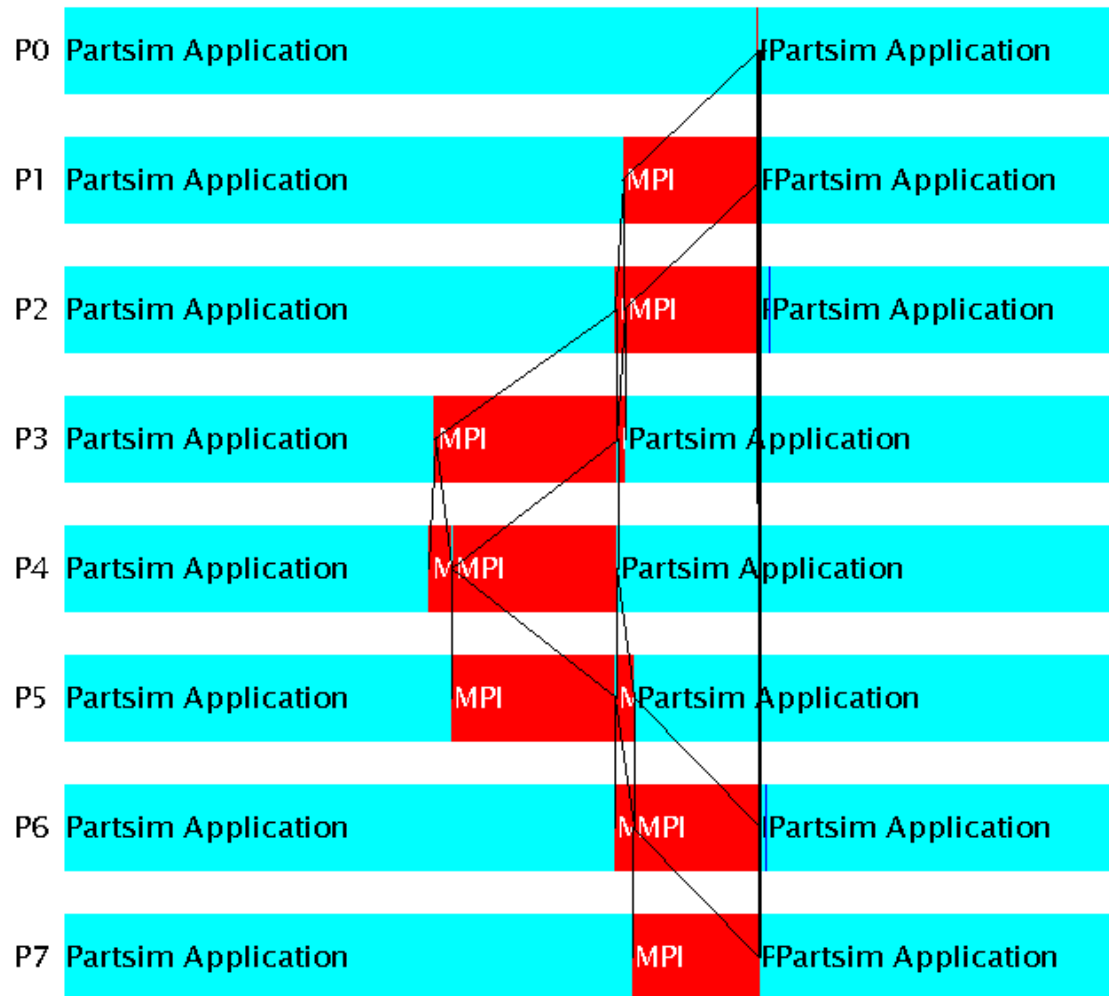 P0 Partsim Application Partsim Application
P1 Partsim Application MPI Partsim Application
P2 Partsim Application MPI Partsim Application
P3 Partsim Application MPI Partsim Application
P4 Partsim Application M MPI Partsim Application
P5 Partsim Application MPI M Partsim Application
P6 Partsim Application M MPI Partsim Application
P7 Partsim Application MPI Partsim Application